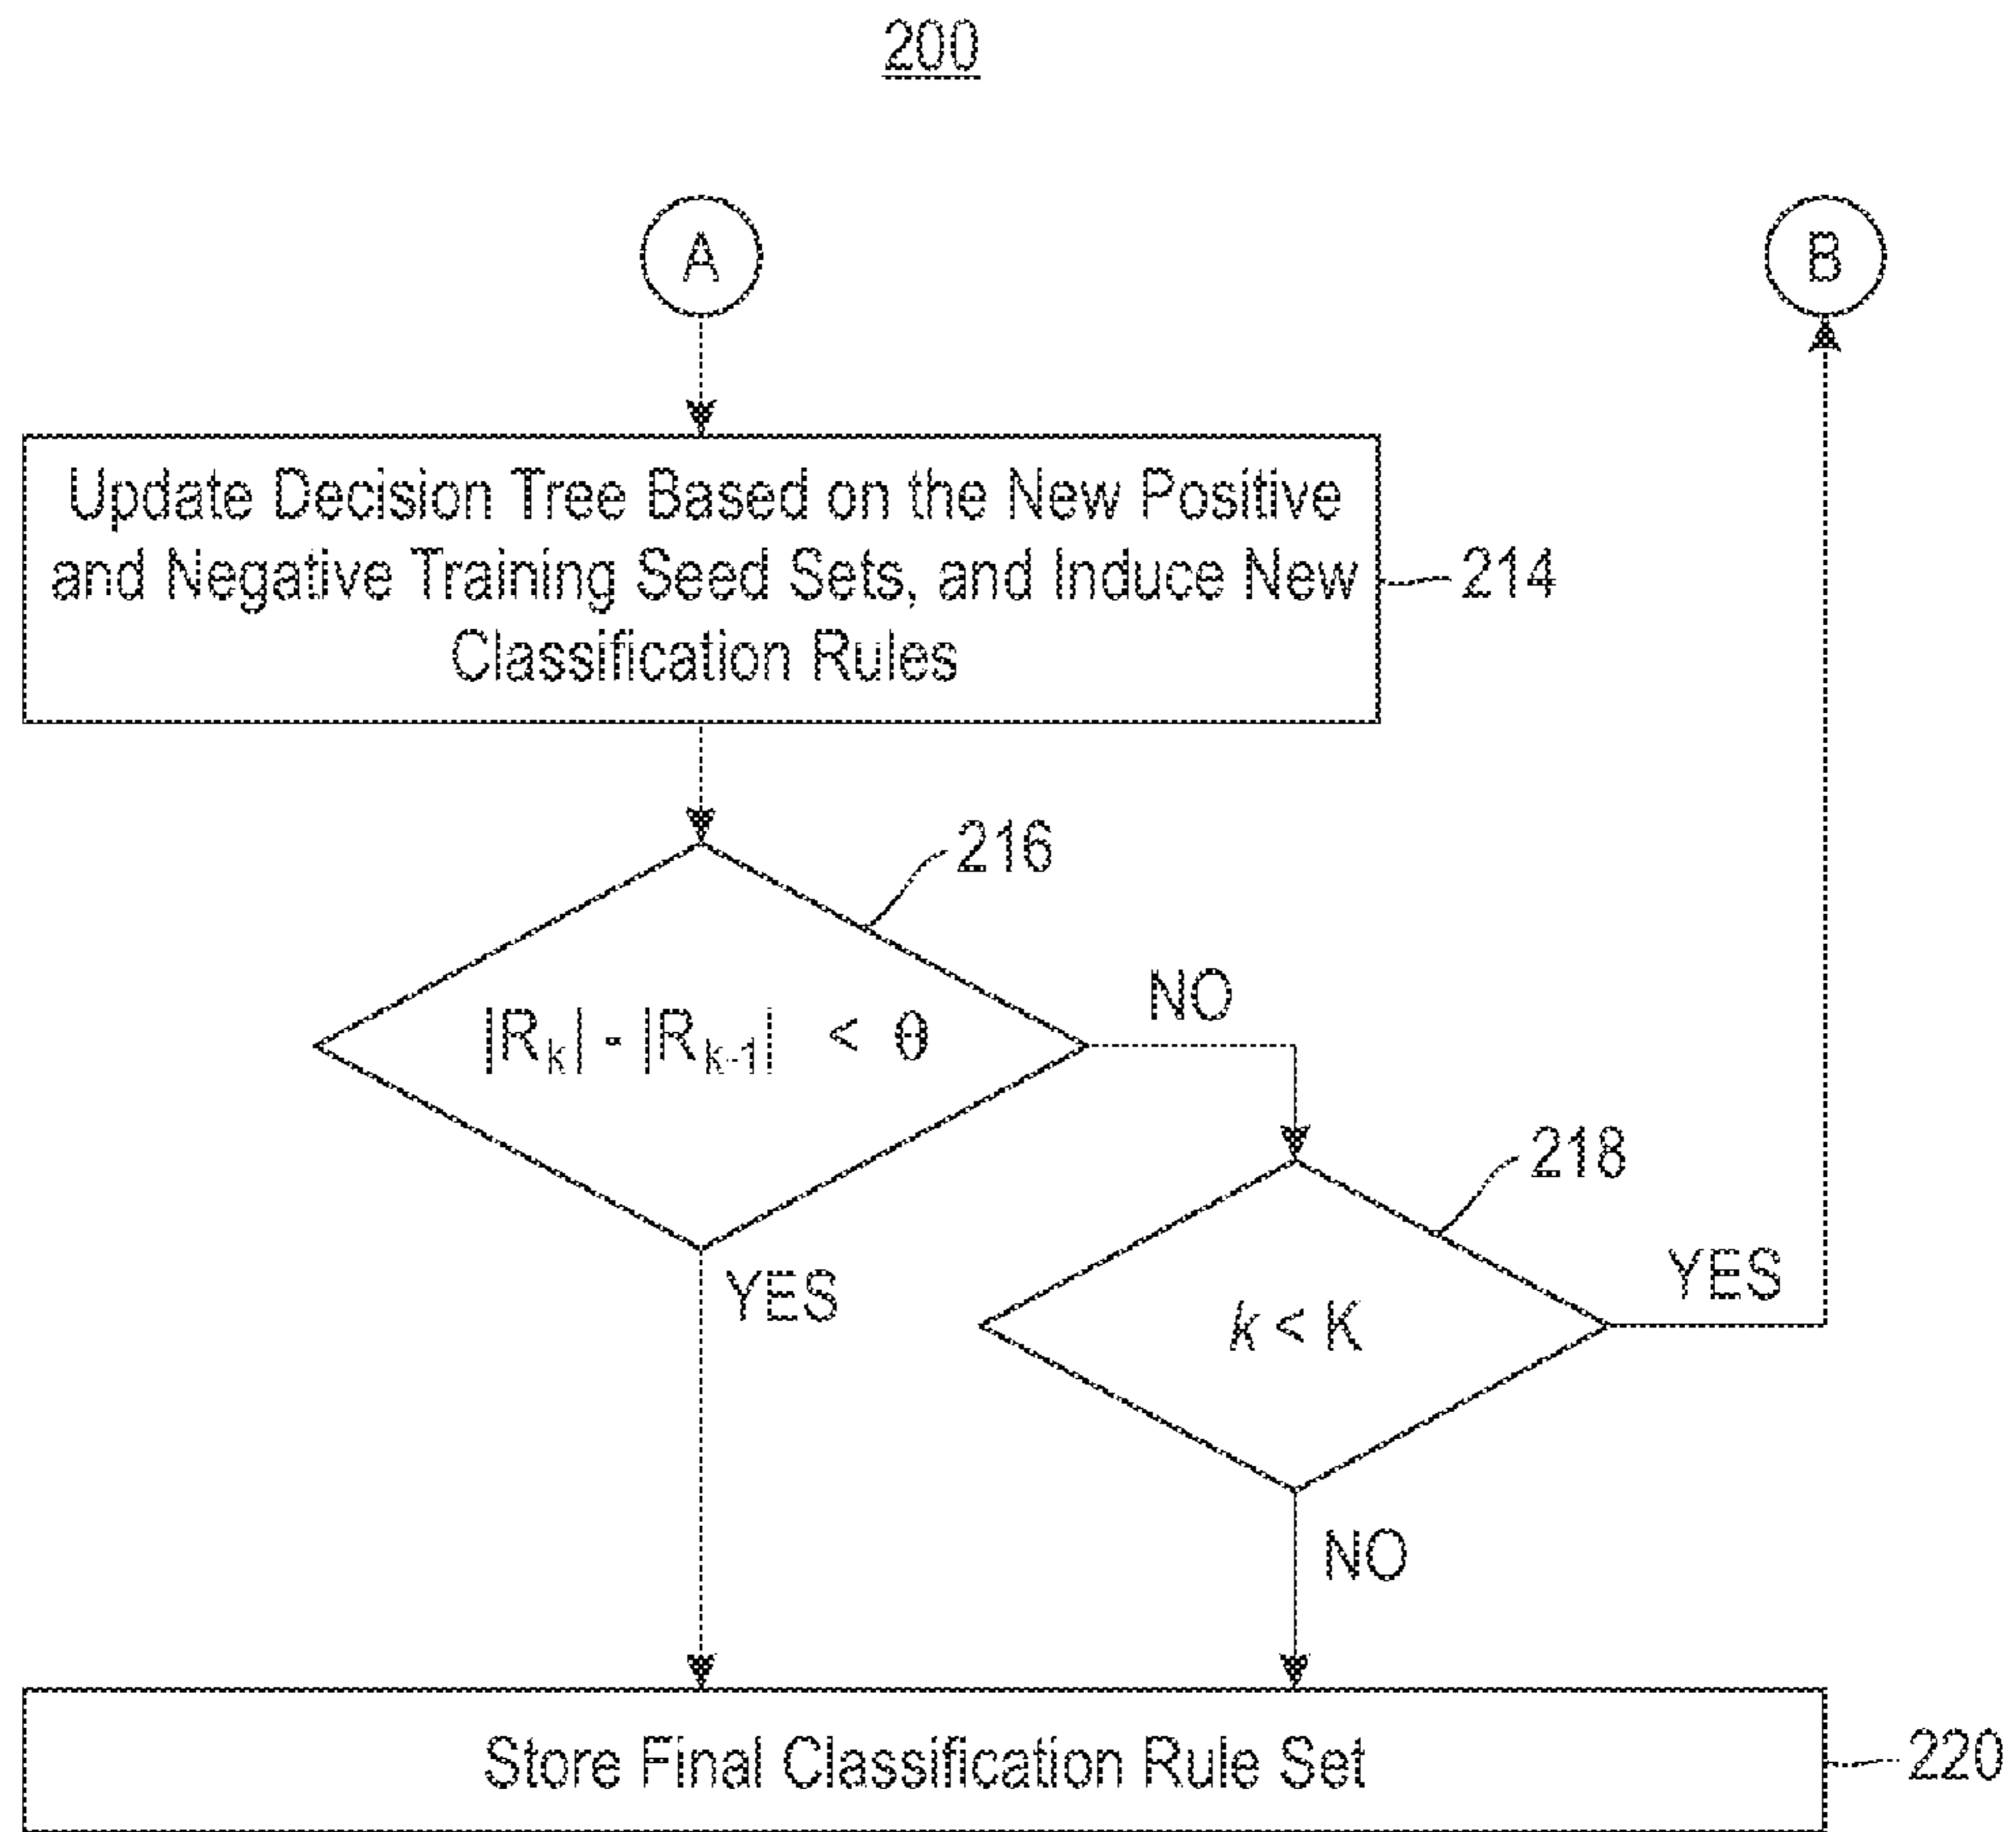 200
A
B
Update Decision Tree Based on the New Positive
and Negative Training Seed Sets, and Induce New
Classification Rules
214
216
|Rₖ| - |Rₖ₋₁| < θ
NO
218
k < K
YES
YES
NO
Store Final Classification Rule Set
220